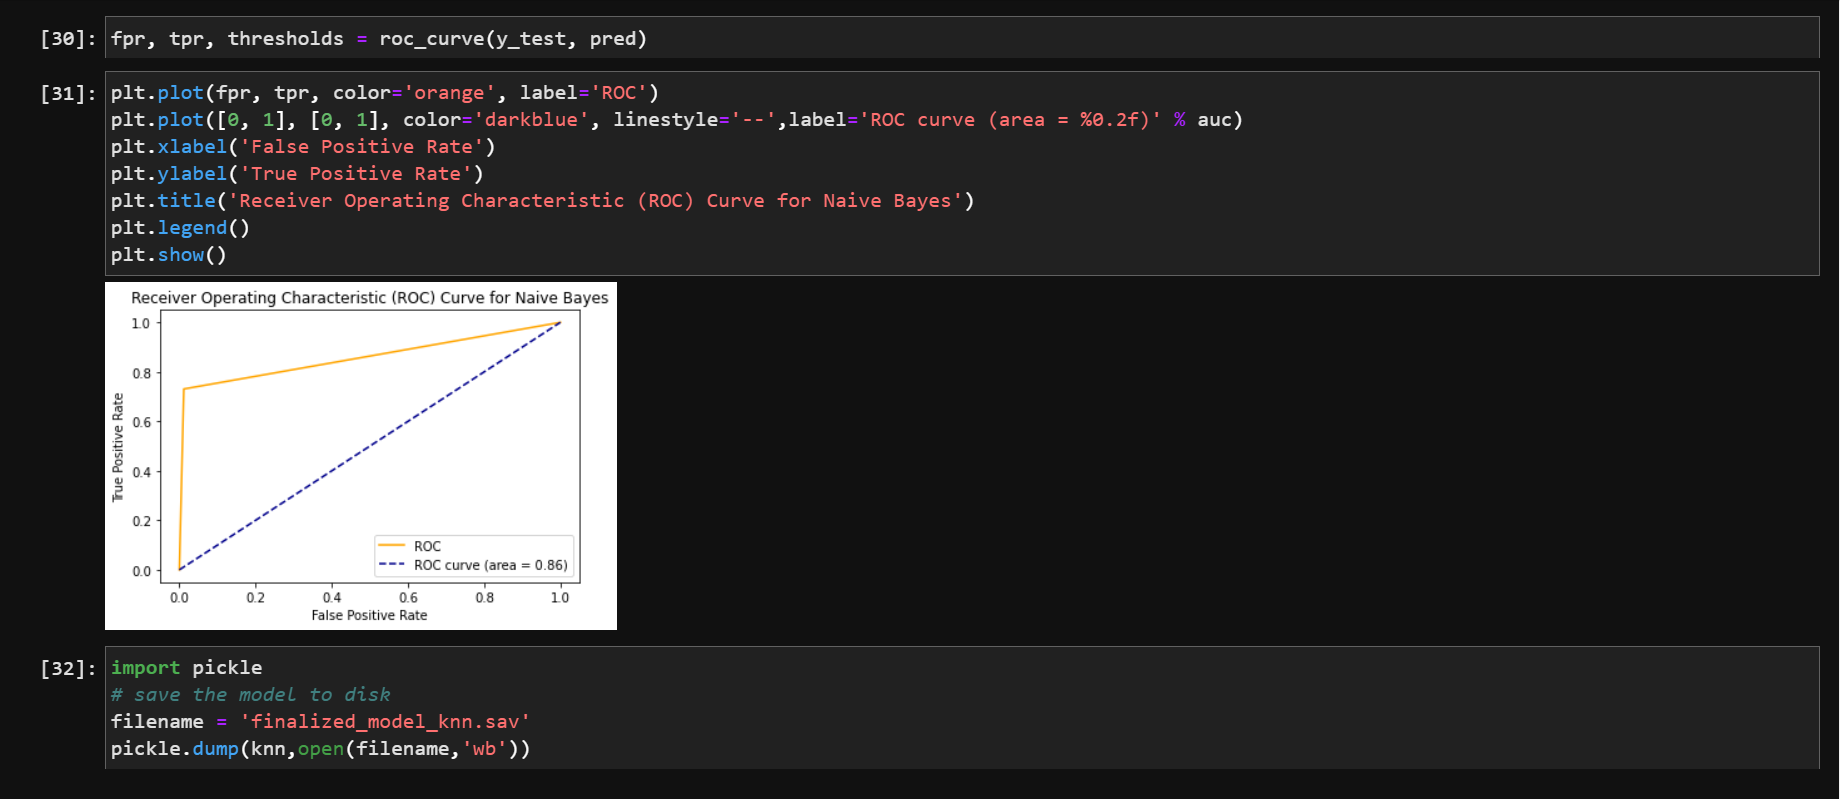 [30]: fpr, tpr, thresholds = roc_curve(y_test, pred)
[31]: plt.plot(fpr, tpr, color='orange', label='ROC')
plt.plot([0, 1], [0, 1], color='darkblue', linestyle='--',label='ROC curve (area = %0.2f)' % auc)
plt.xlabel('False Positive Rate')
plt.ylabel('True Positive Rate')
plt.title('Receiver Operating Characteristic (ROC) Curve for Naive Bayes')
plt.legend()
plt.show()
Receiver Operating Characteristic (ROC) Curve for Naive Bayes
1.0
0.8
0.6
0.4
0.2
0.0
True Positive Rate
ROC
ROC curve (area = 0.86)
0.0 0.2 0.4 0.6 0.8 1.0
False Positive Rate
[32]: import pickle
# save the model to disk
filename = 'finalized_model_knn.sav'
pickle.dump(knn,open(filename,'wb'))